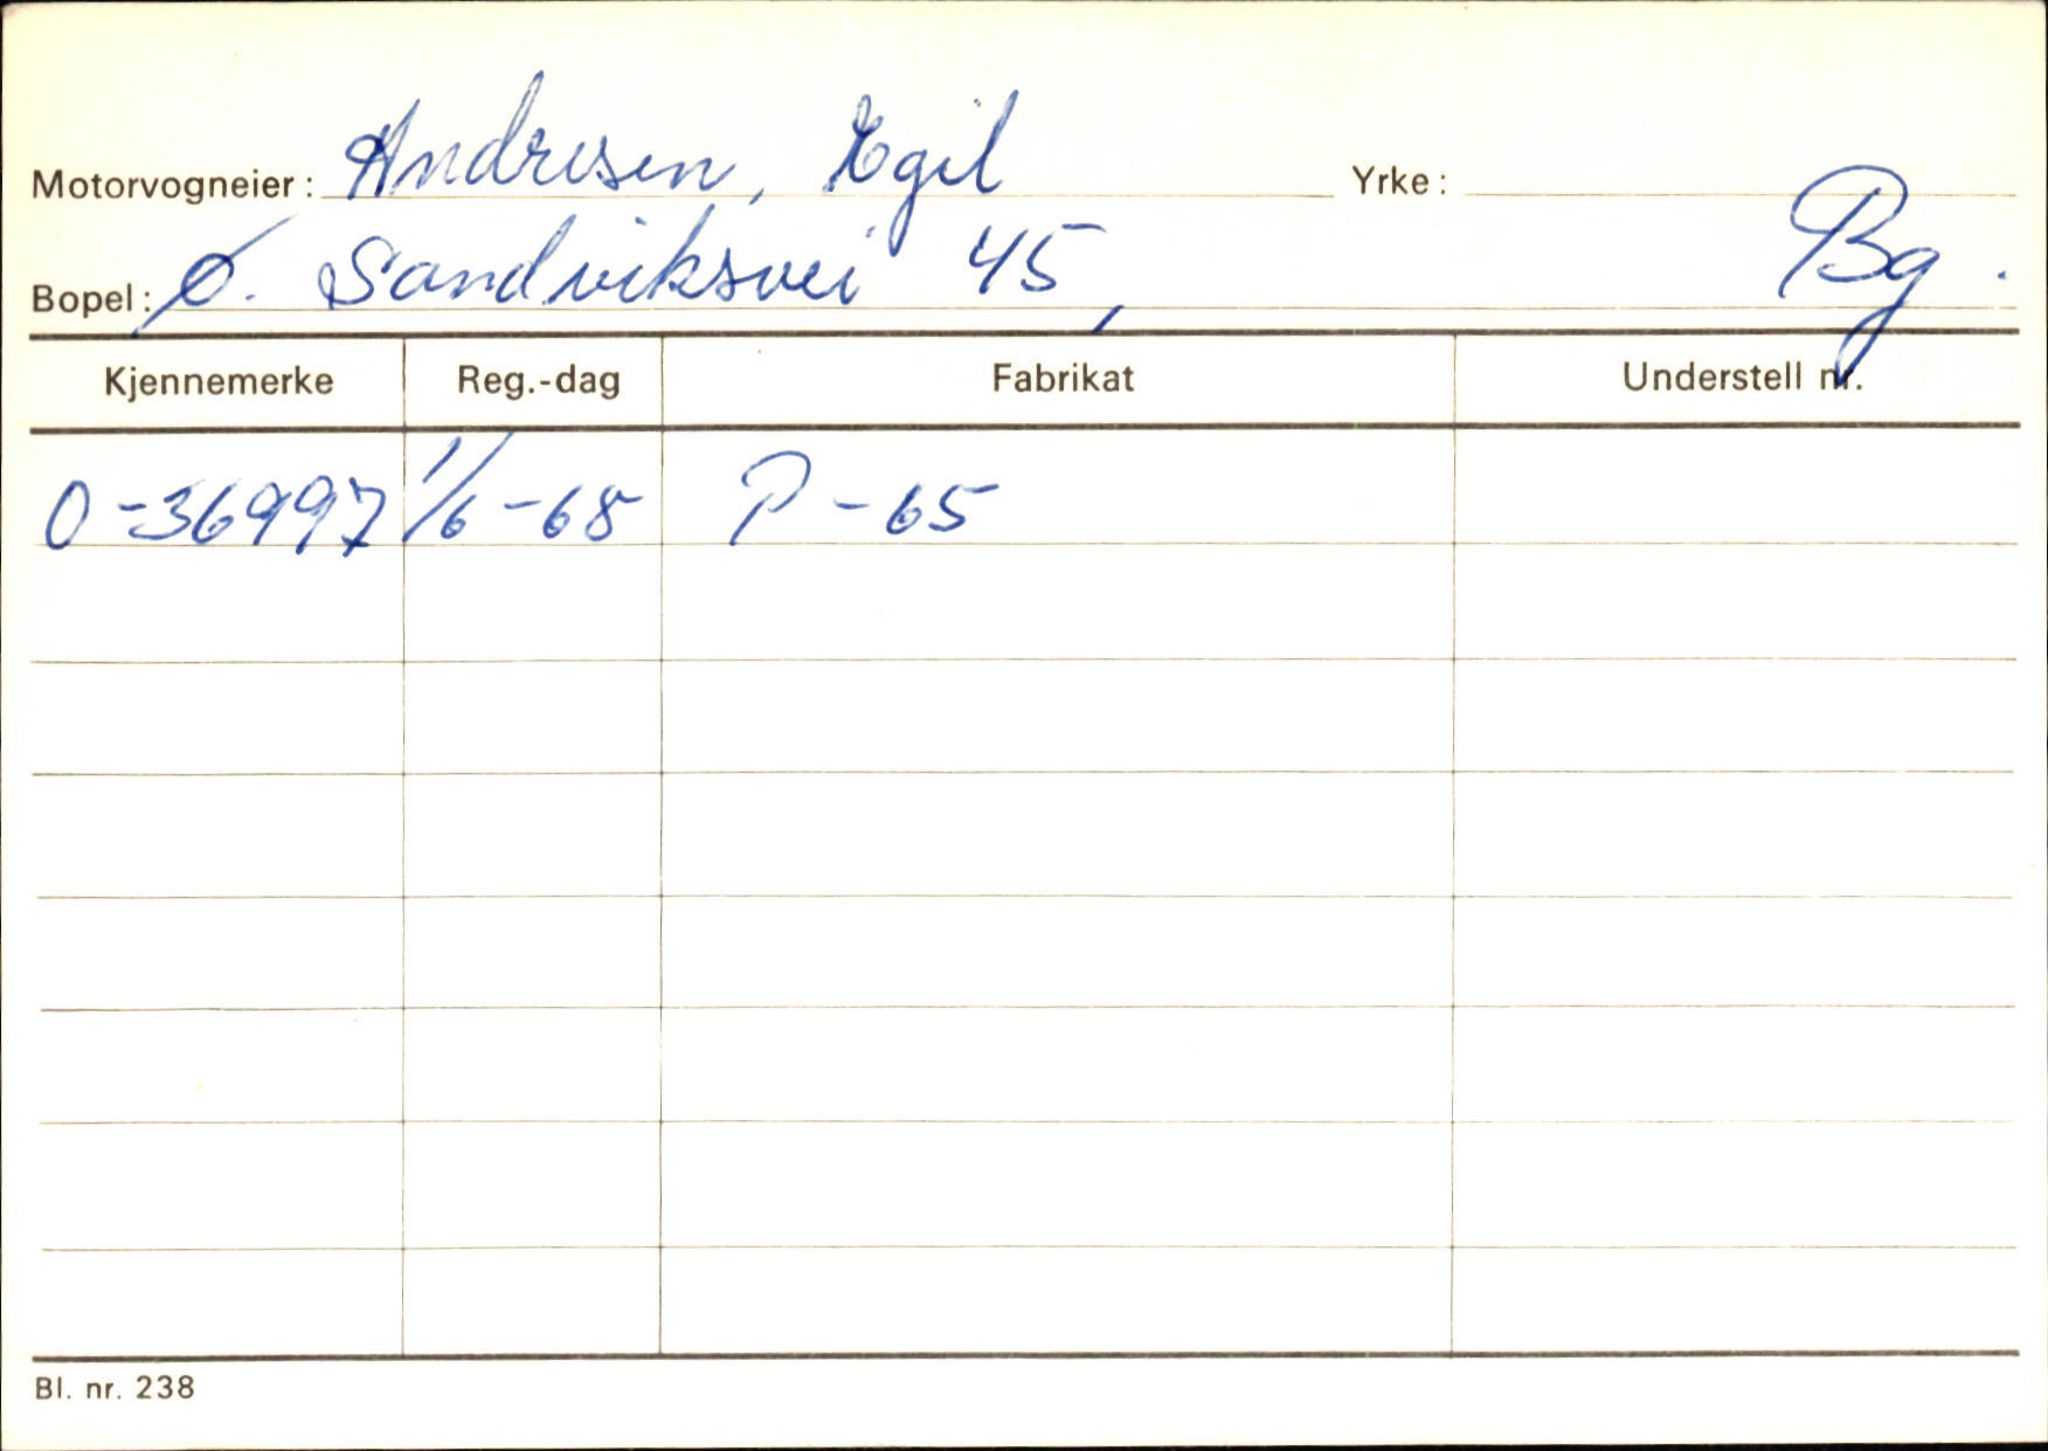 Motorvogneier: Andresen, Egil Yrke:
Bopel: Ø. Sandviksvei 45, Bg.
Kjennemerke Reg.-dag Fabrikat Understell nr.
O-36997 1/6-68 P-65
Bl. nr. 238